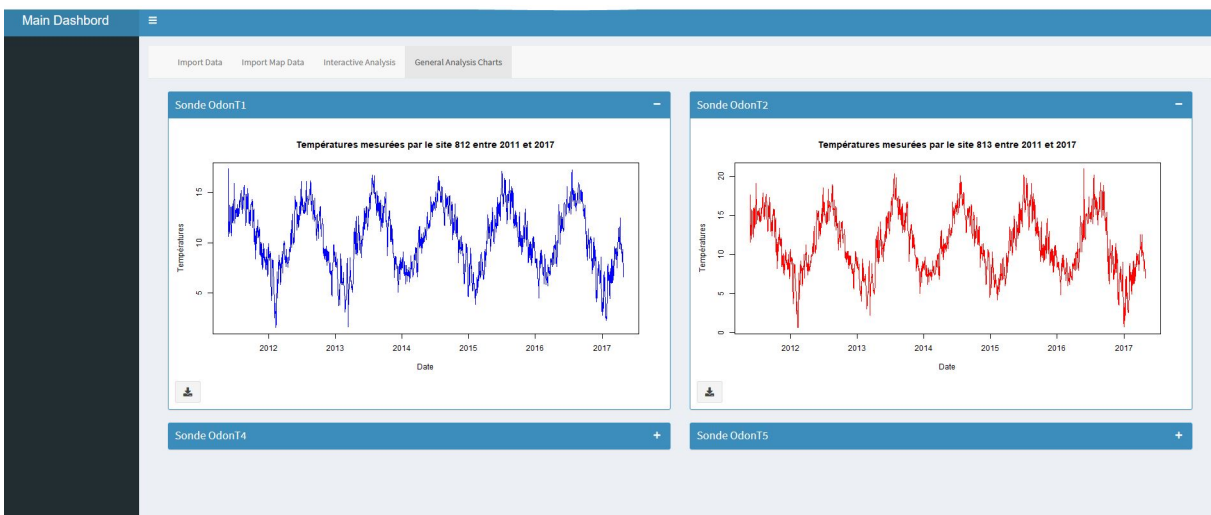 Main Dashbord
Import Data Import Map Data Interactive Analysis General Analysis Charts
Sonde OdonT1
Températures mesurées par le site 812 entre 2011 et 2017
Températures
15
10
5
2012 2013 2014 2015 2016 2017
Date
Sonde OdonT2
Températures mesurées par le site 813 entre 2011 et 2017
Températures
20
15
10
5
0
2012 2013 2014 2015 2016 2017
Date
Sonde OdonT4
Sonde OdonT5